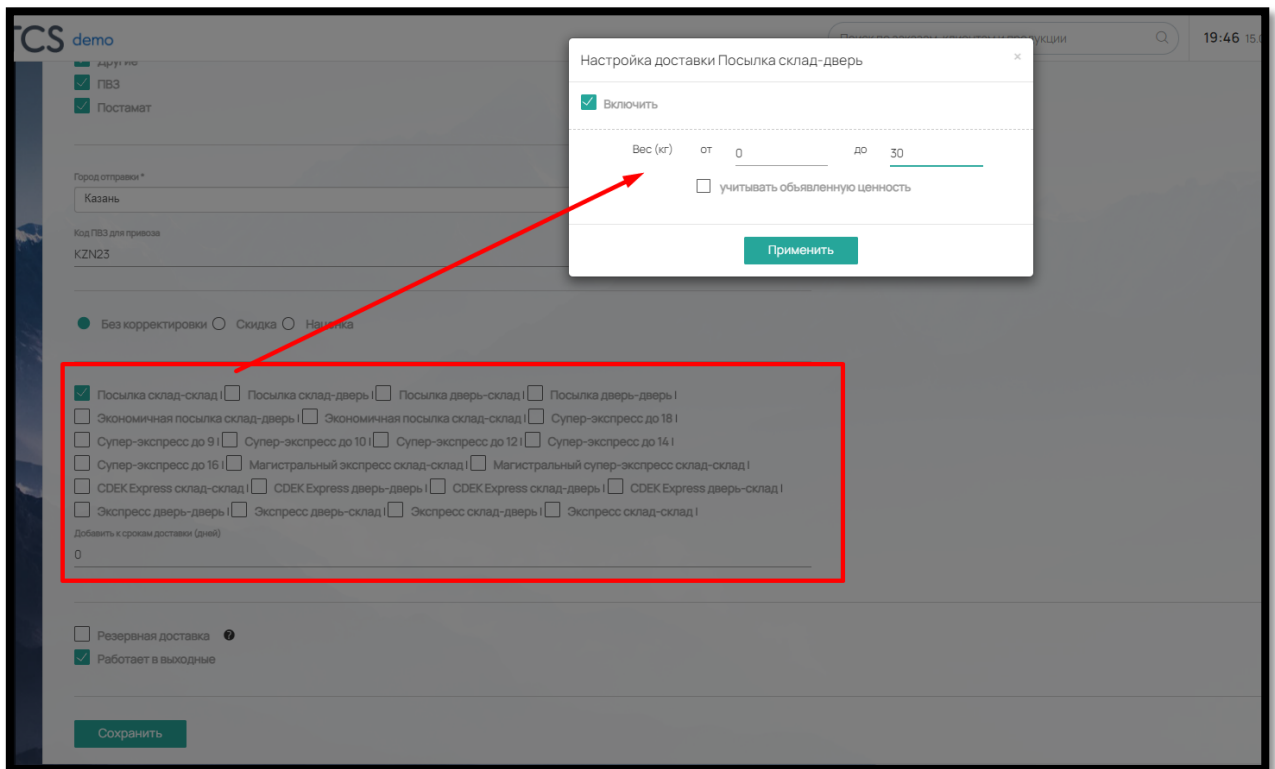 TCS demo
19:46 15.0
Другие
ПВЗ
Постамат
Город отправки *
Казань
Код ПВЗ для привоза
KZN23
Без корректировки Скидка Наценка
Настройка доставки Посылка склад-дверь ×
Включить
Вес (кг) от 0 до 30
учитывать объявленную ценность
Применить
Посылка склад-склад | Посылка склад-дверь | Посылка дверь-склад | Посылка дверь-дверь |
Экономичная посылка склад-дверь | Экономичная посылка склад-склад | Супер-экспресс до 18 |
Супер-экспресс до 9 | Супер-экспресс до 10 | Супер-экспресс до 12 | Супер-экспресс до 14 |
Супер-экспресс до 16 | Магистральный экспресс склад-склад | Магистральный супер-экспресс склад-склад |
CDEK Express склад-склад | CDEK Express дверь-дверь | CDEK Express склад-дверь | CDEK Express дверь-склад |
Экспресс дверь-дверь | Экспресс дверь-склад | Экспресс склад-дверь | Экспресс склад-склад |
Добавить к срокам доставки (дней)
0
Резервная доставка ?
Работает в выходные
Сохранить